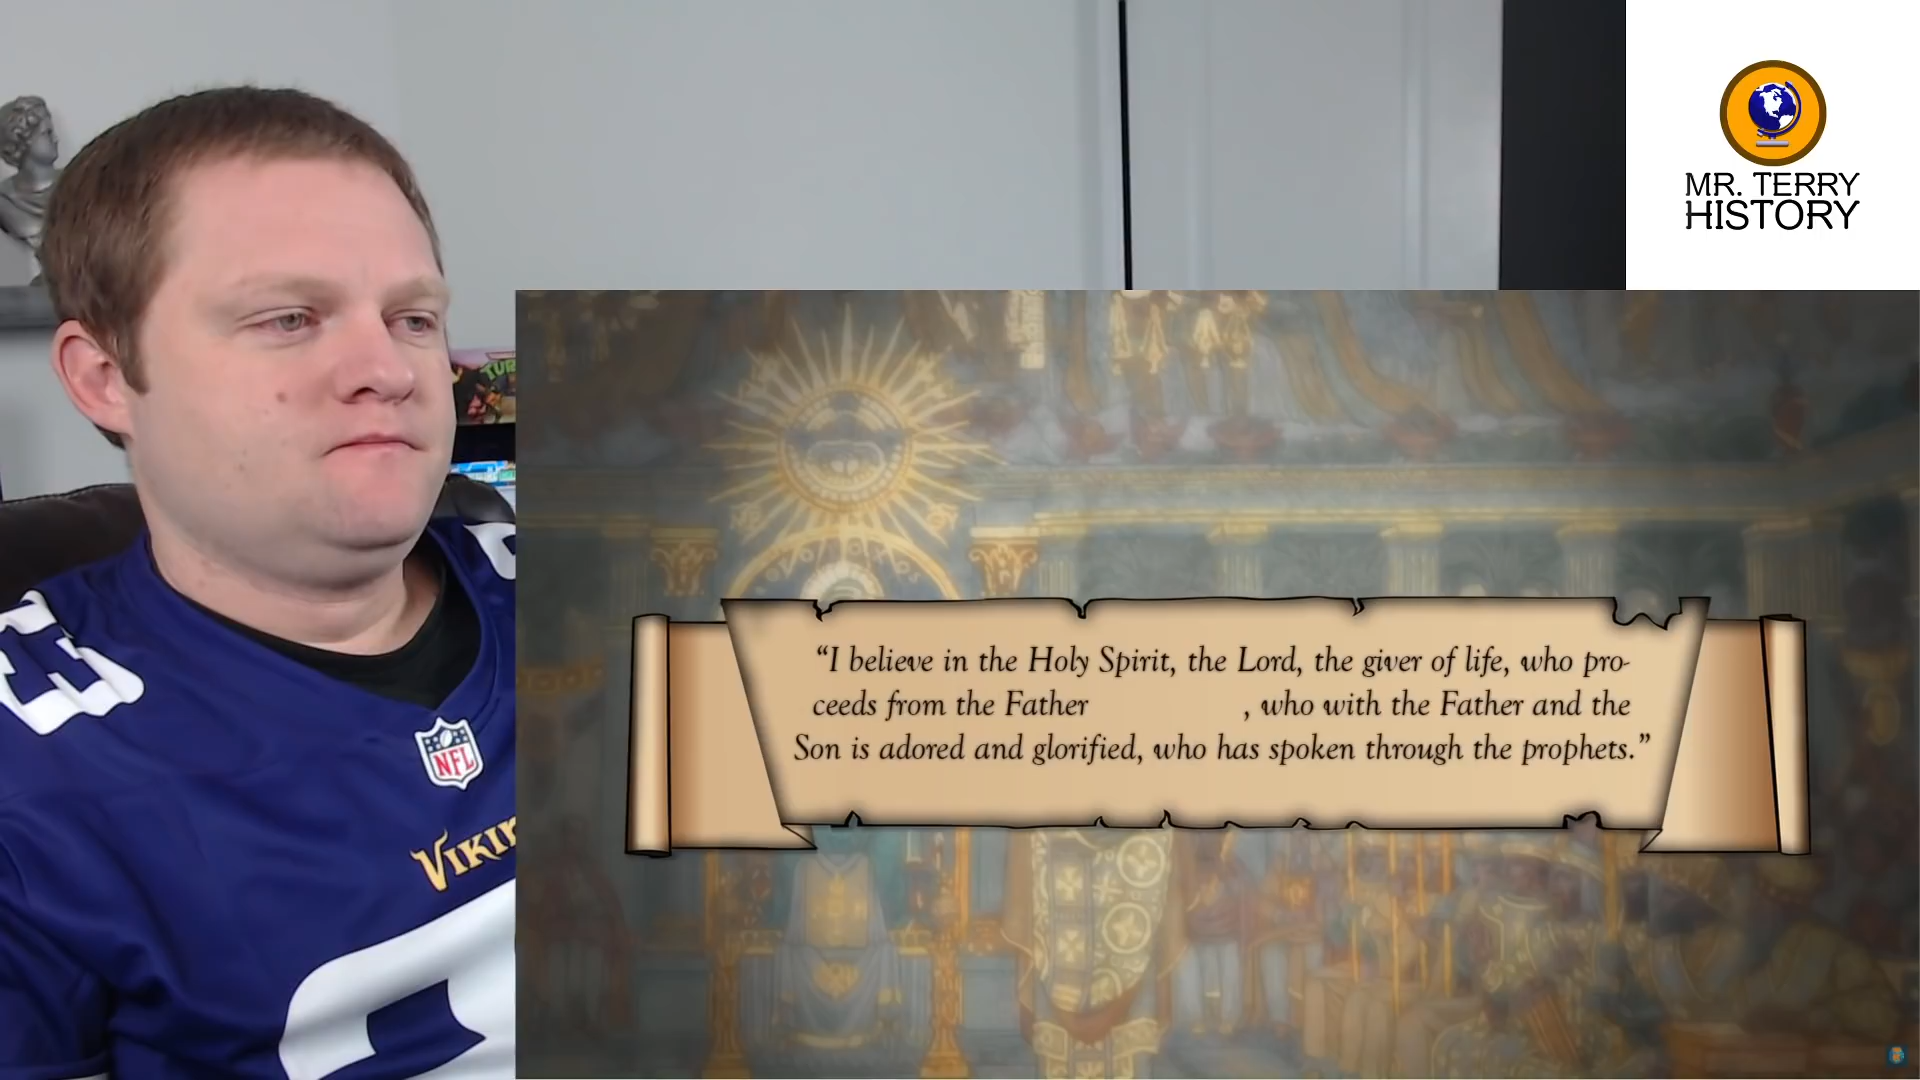 MR. TERRY
HISTORY
TUR
“I believe in the Holy Spirit, the Lord, the giver of life, who pro-
ceeds from the Father , who with the Father and the
Son is adored and glorified, who has spoken through the prophets.”
NFL